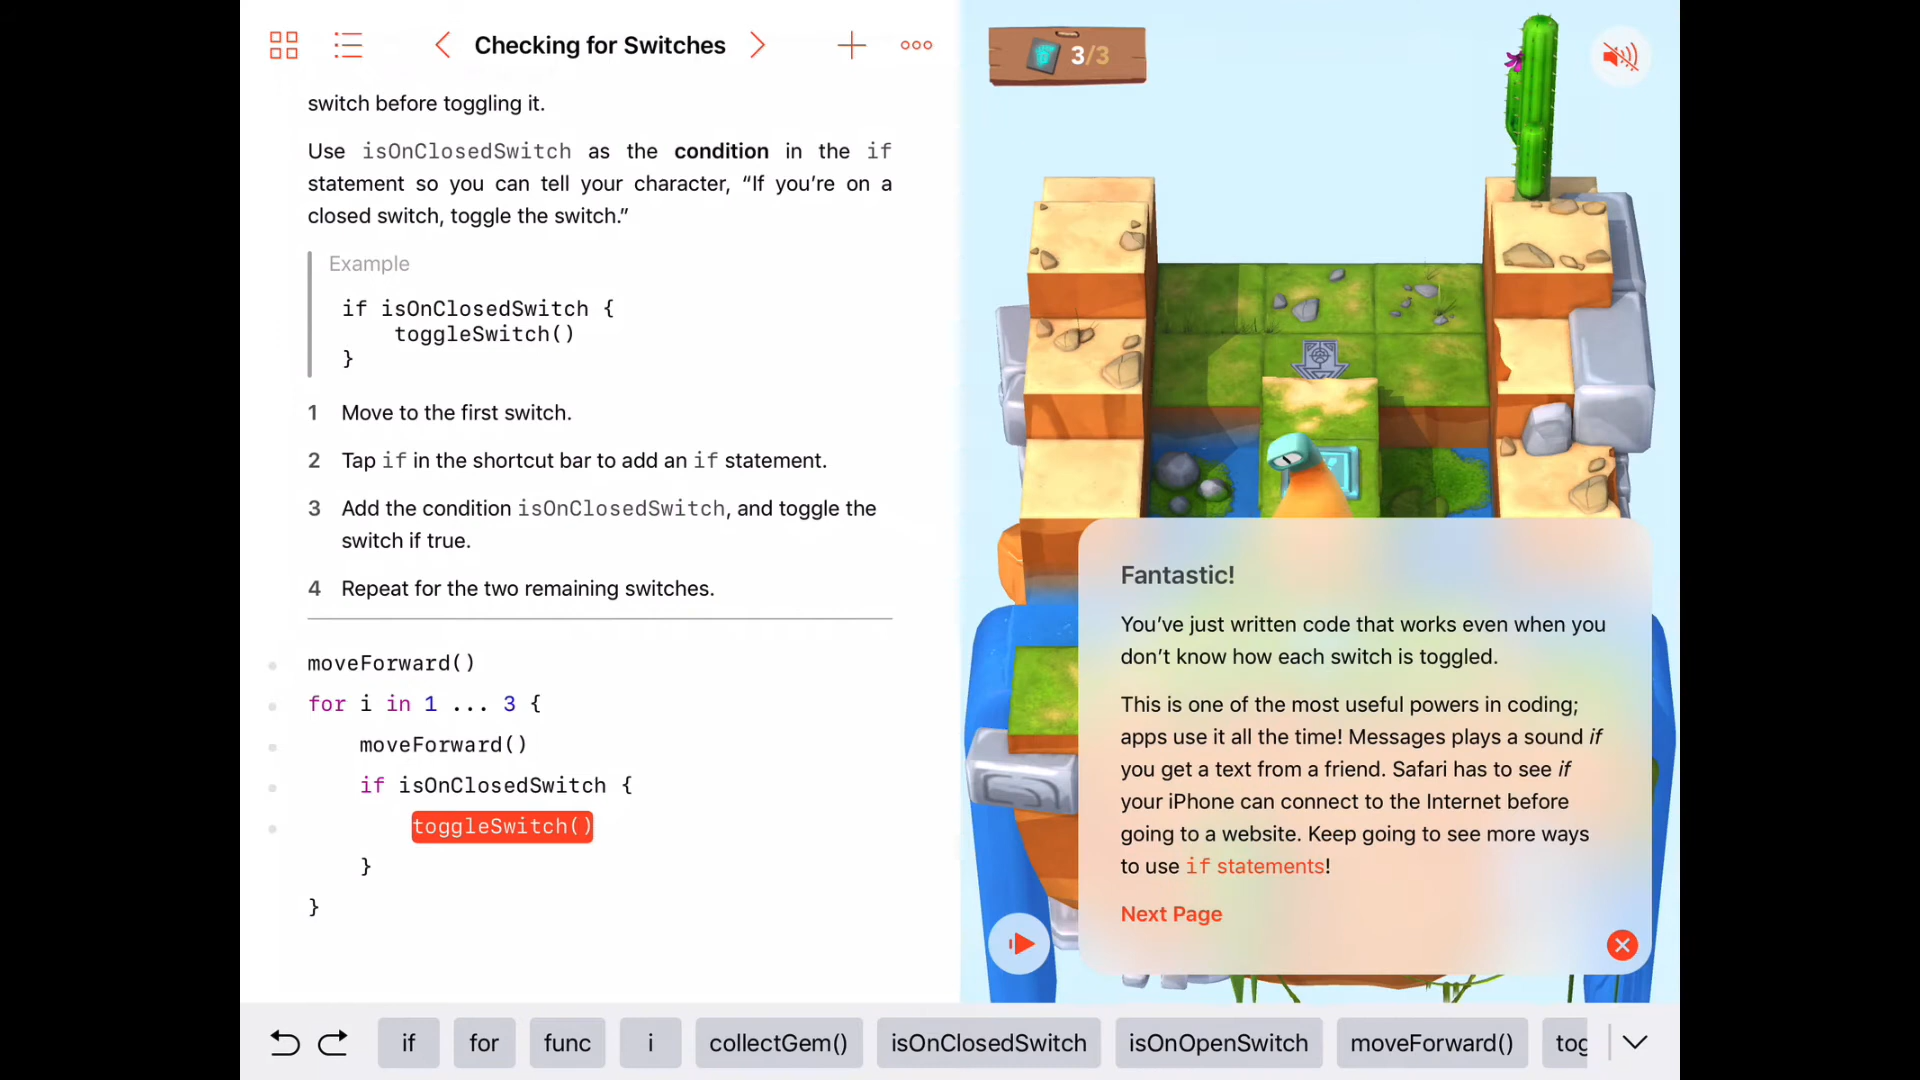 Checking for Switches
switch before toggling it.
Use isOnClosedSwitch as the condition in the if
statement so you can tell your character, “If you’re on a
closed switch, toggle the switch.”
Example
if isOnClosedSwitch {
toggleSwitch()
}
1 Move to the first switch.
2 Tap if in the shortcut bar to add an if statement.
3 Add the condition isOnClosedSwitch, and toggle the
switch if true.
4 Repeat for the two remaining switches.
moveForward()
for i in 1 ... 3 {
moveForward()
if isOnClosedSwitch {
toggleSwitch()
}
}
3/3
Fantastic!
You’ve just written code that works even when you
don’t know how each switch is toggled.
This is one of the most useful powers in coding;
apps use it all the time! Messages plays a sound if
you get a text from a friend. Safari has to see if
your iPhone can connect to the Internet before
going to a website. Keep going to see more ways
to use if statements!
Next Page
if for func i collectGem() isOnClosedSwitch isOnOpenSwitch moveForward() tog